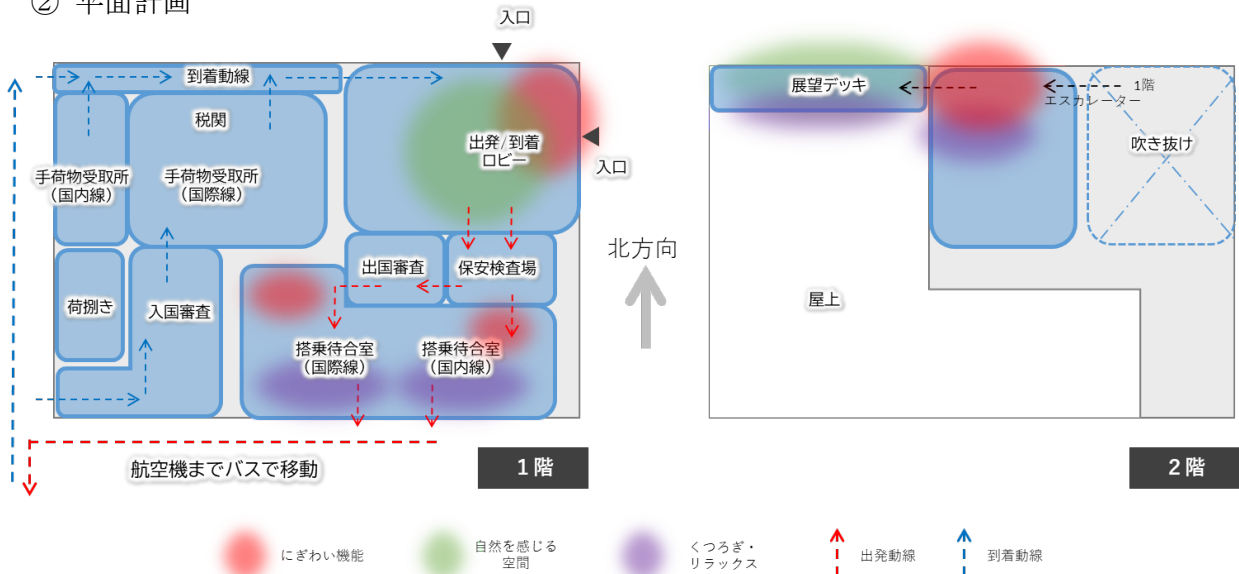 ② 平面計画
入口
到着動線
税関
出発/到着
ロビー
入口
手荷物受取所
（国内線）
手荷物受取所
（国際線）
出国審査
保安検査場
荷捌き
入国審査
搭乗待合室
（国際線）
搭乗待合室
（国内線）
航空機までバスで移動
1階
北方向
展望デッキ
1階
エスカレーター
吹き抜け
屋上
2階
にぎわい機能
自然を感じる
空間
くつろぎ・
リラックス
出発動線
到着動線